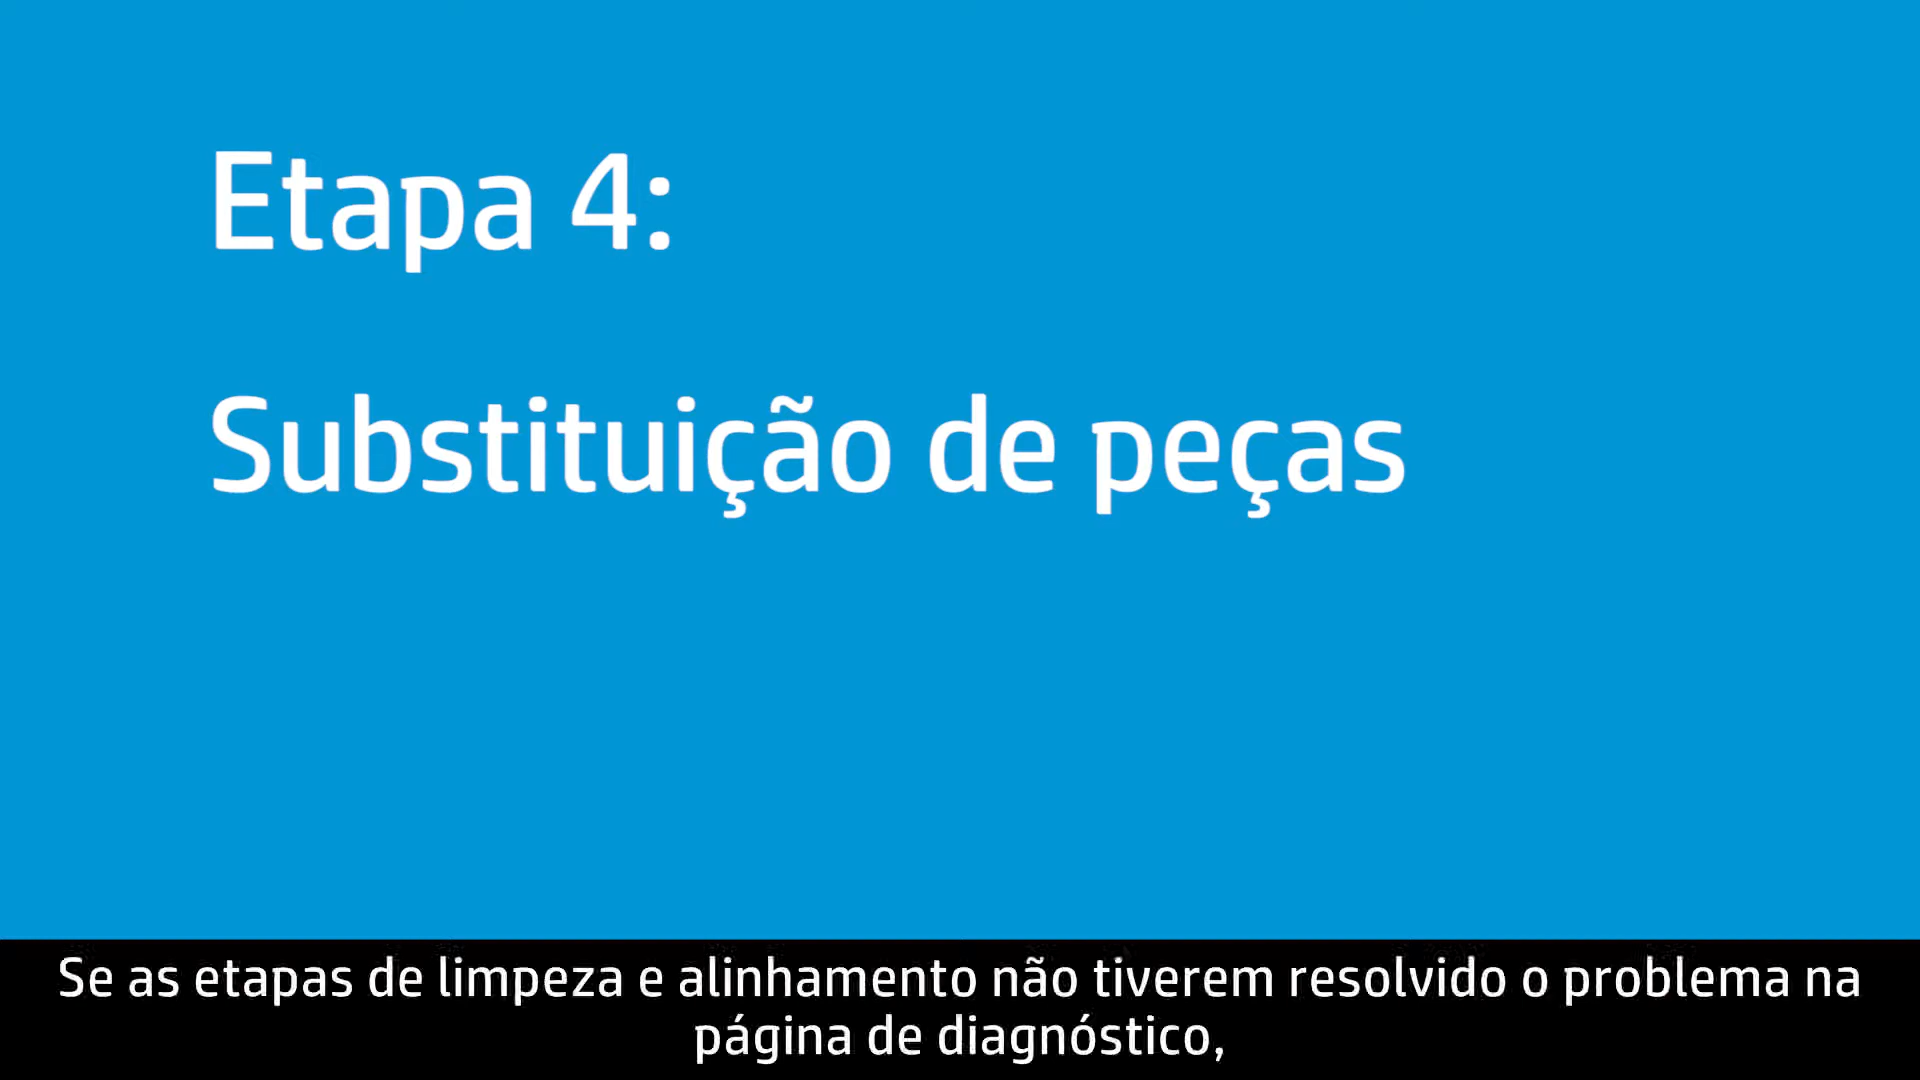 Etapa 4:
Substituição de peças
Se as etapas de limpeza e alinhamento não tiverem resolvido o problema na
página de diagnóstico,